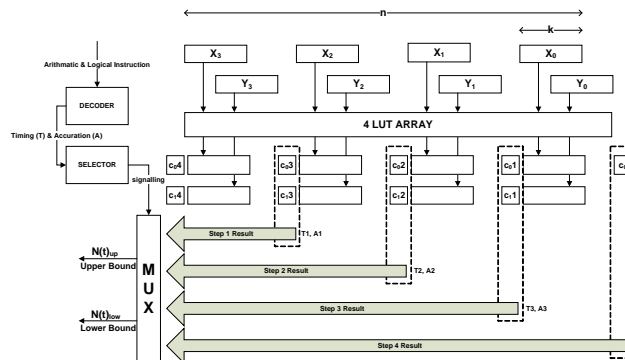 n
k
X3
X2
X1
X0
Arithmetic & Logical Instruction
Y3
Y2
Y1
Y0
DECODER
4 LUT ARRAY
Timing (T) & Accuration (A)
SELECTOR
signalling
c04
c03
c02
c01
c14
c13
c12
c11
Step 1 Result
T1, A1
N(t)up
Upper Bound
MUX
Step 2 Result
T2, A2
Step 3 Result
T3, A3
N(t)low
Lower Bound
Step 4 Result